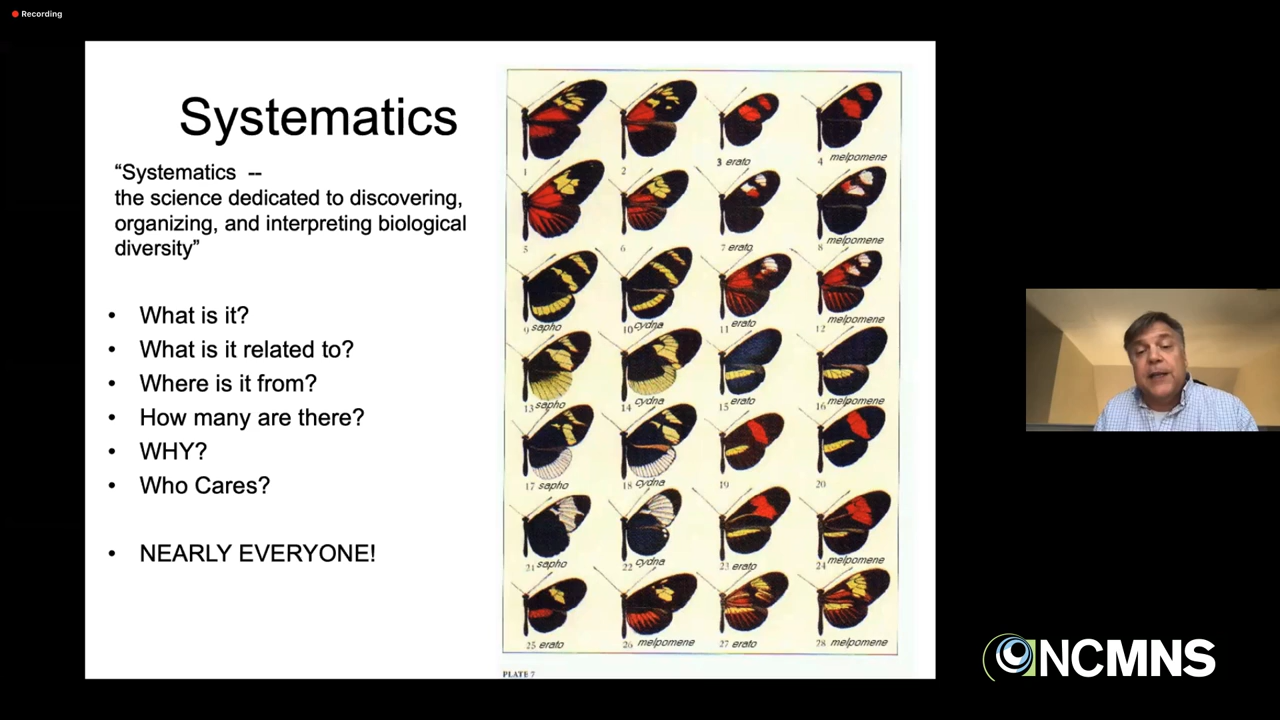 Recording
Systematics
“Systematics --
the science dedicated to discovering,
organizing, and interpreting biological
diversity”
• What is it?
• What is it related to?
• Where is it from?
• How many are there?
• WHY?
• Who Cares?
• NEARLY EVERYONE!
1 2 3 erato 4 melpomene
5 6 7 erato 8 melpomene
9 sapho 10 cydna 11 erato 12 melpomene
13 sapho 14 cydna 15 erato 16 melpomene
17 sapho 18 cydna 19 20
21 sapho 22 cydna 23 erato 24 melpomene
25 erato 26 melpomene 27 erato 28 melpomene
PLATE 7
NCMNS